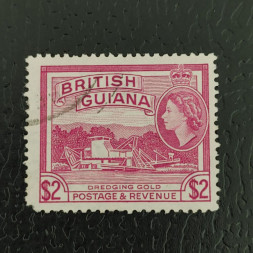 BRITISH
GUIANA
DREDGING GOLD
$2 POSTAGE & REVENUE $2